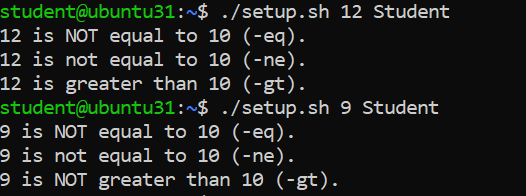 student@ubuntu31:~$ ./setup.sh 12 Student
12 is NOT equal to 10 (-eq).
12 is not equal to 10 (-ne).
12 is greater than 10 (-gt).
student@ubuntu31:~$ ./setup.sh 9 Student
9 is NOT equal to 10 (-eq).
9 is not equal to 10 (-ne).
9 is NOT greater than 10 (-gt).